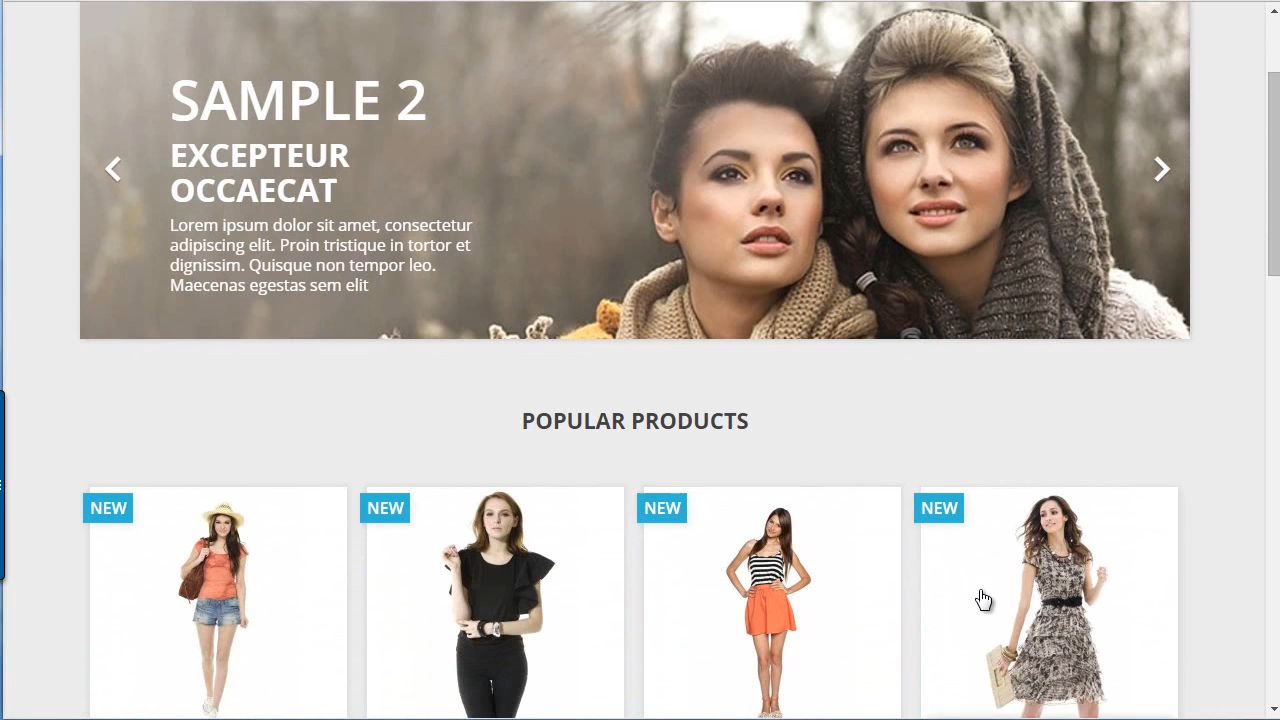 SAMPLE 2
EXCEPTEUR
OCCAECAT
Lorem ipsum dolor sit amet, consectetur
adipiscing elit. Proin tristique in tortor et
dignissim. Quisque non tempor leo.
Maecenas egestas sem elit
POPULAR PRODUCTS
NEW
NEW
NEW
NEW